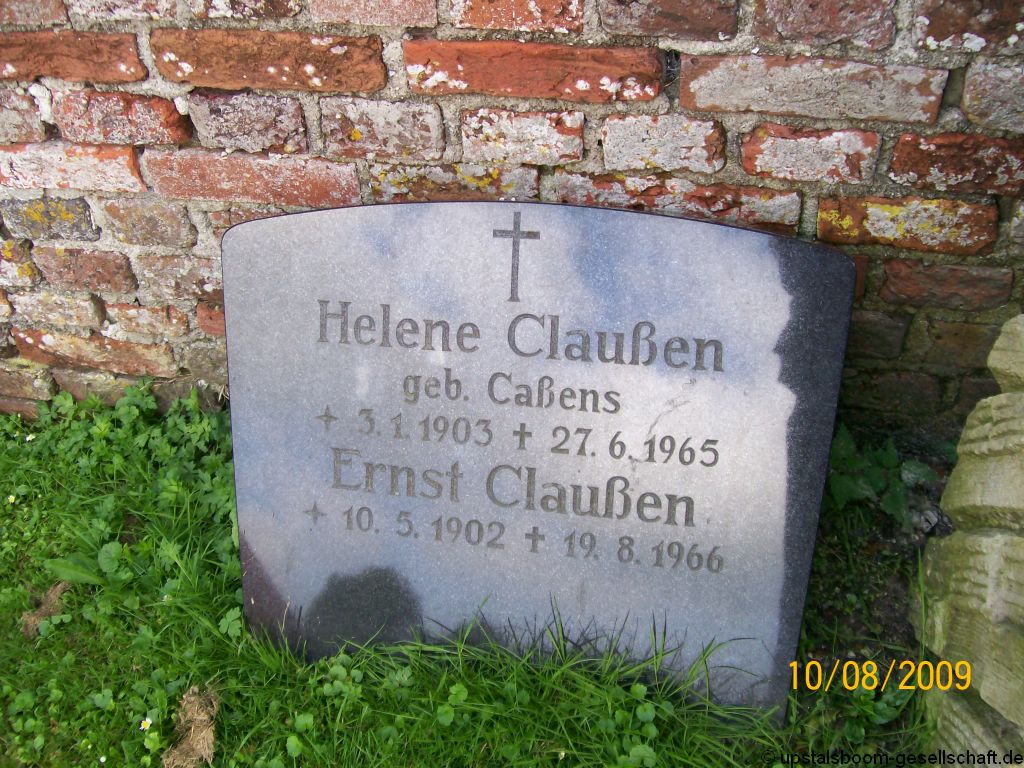 Helene Claußen
geb. Caßens
+ 3. 1. 1903 ✝ 27. 6. 1965
Ernst Claußen
+ 10. 5. 1902 ✝ 19. 8. 1966
10/08/2009
© upstalsboom-gesellschaft.de